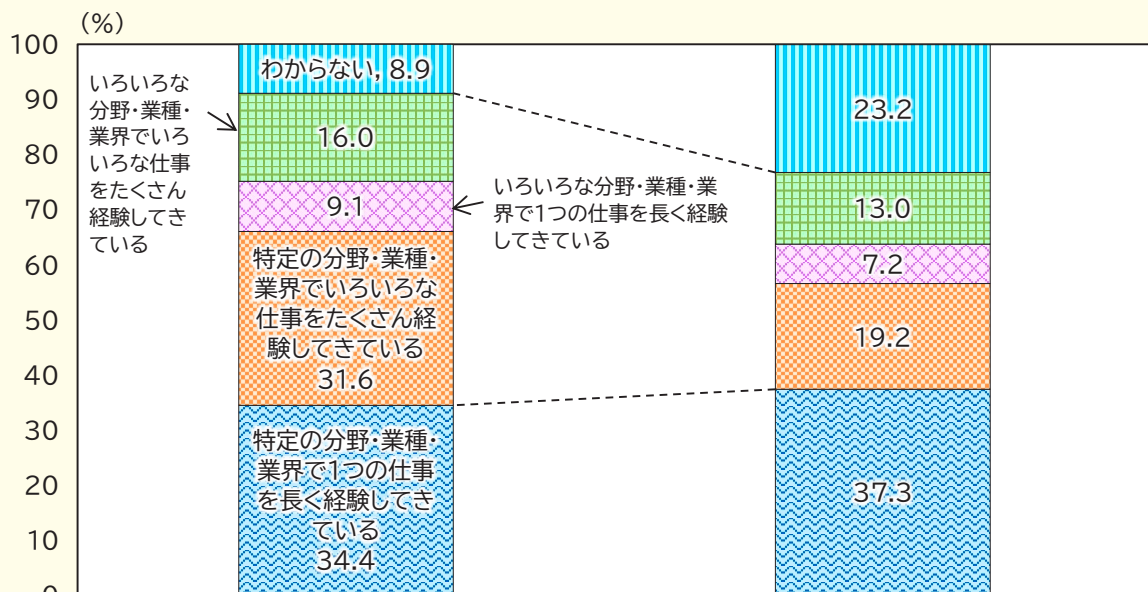 (%)
100
90
80
70
60
50
40
30
20
10
0
いろいろな
分野・業種・
業界でいろ
いろな仕事
をたくさん
経験してき
ている
わからない, 8.9
16.0
9.1
特定の分野・業種・
業界でいろいろな
仕事をたくさん経
験してきている
31.6
特定の分野・業種・
業界で1つの仕事
を長く経験してき
ている
34.4
いろいろな分野・業種・業
界で1つの仕事を長く経験
してきている
23.2
13.0
7.2
19.2
37.3